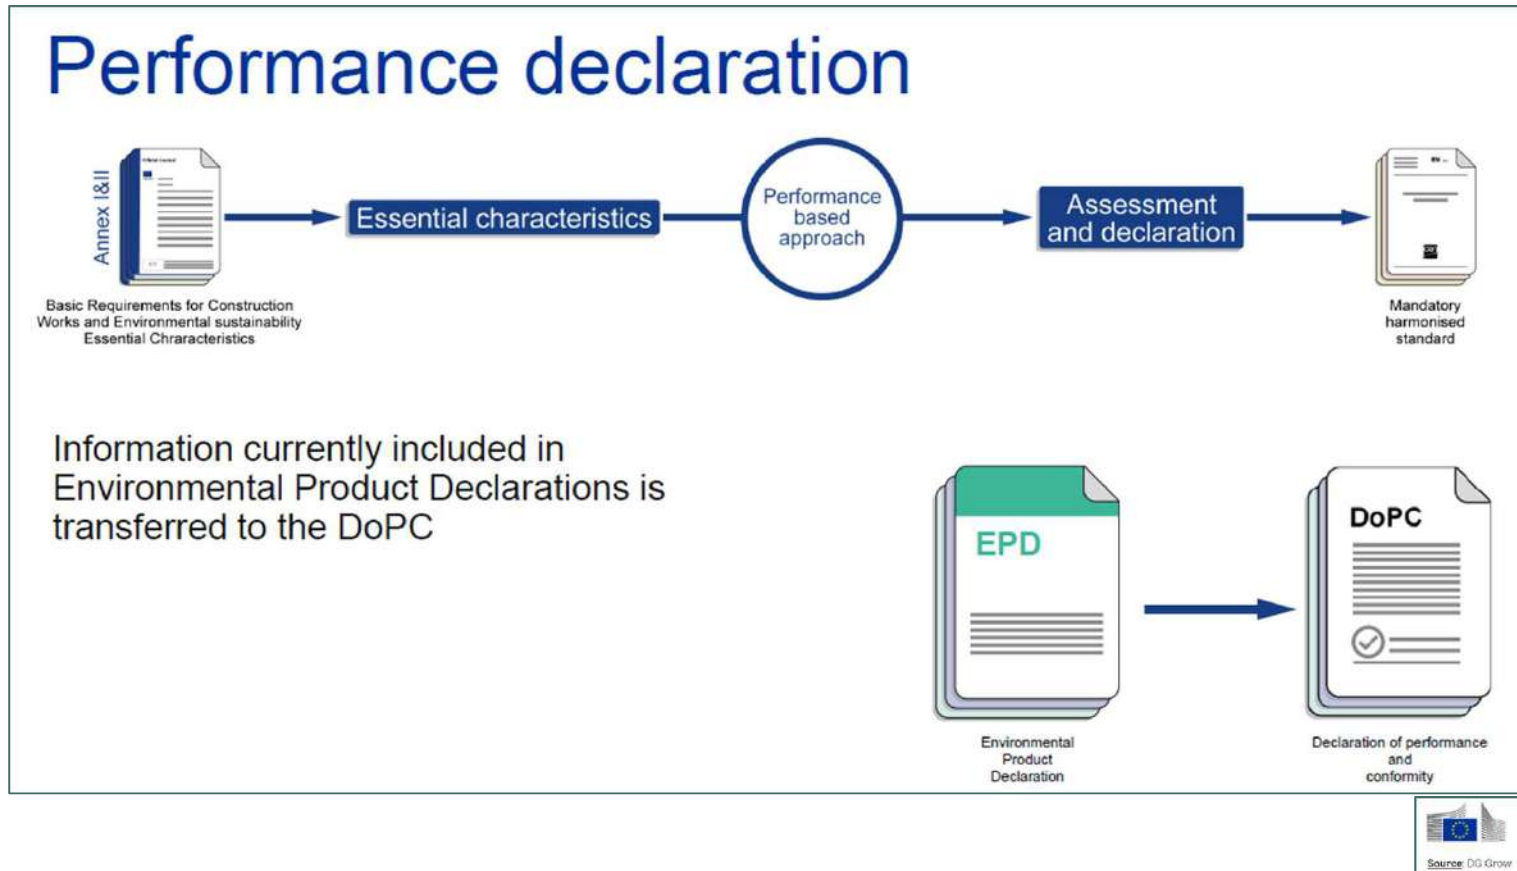 Performance declaration
Annex I&II
Essential characteristics
Performance
based
approach
Assessment
and declaration
EN ...
Basic Requirements for Construction
Works and Environmental sustainability
Essential Chraracteristics
Mandatory
harmonised
standard
Information currently included in
Environmental Product Declarations is
transferred to the DoPC
EPD
DoPC
Environmental
Product
Declaration
Declaration of performance
and
conformity
Source: DG Grow